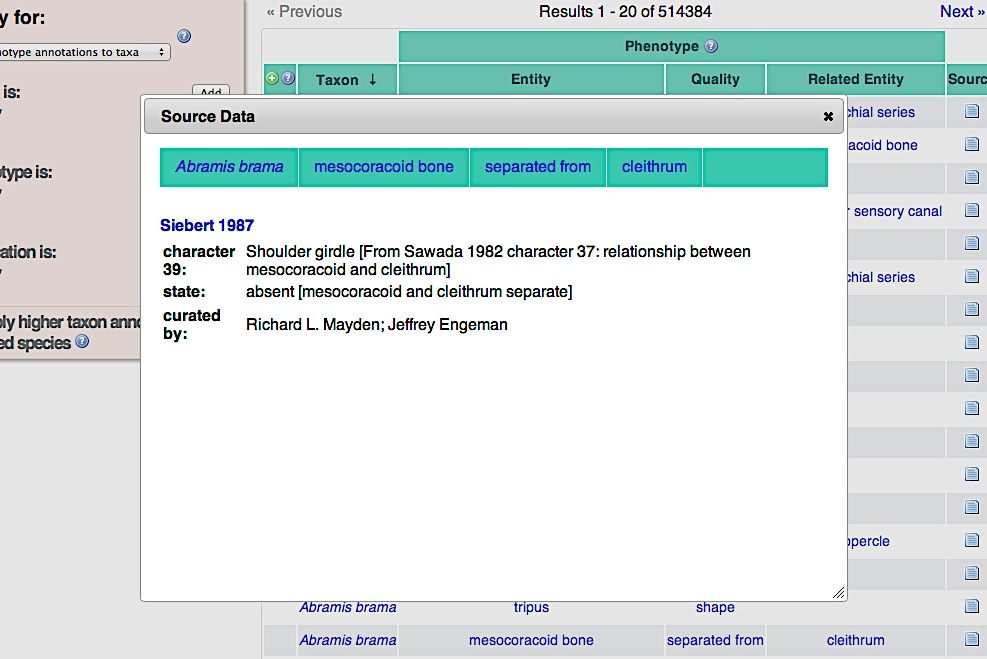 y for:
notype annotations to taxa
is:
Add
type is:
ation is:
ply higher taxon anno
ed species
« Previous
Results 1 - 20 of 514384
Next »
Phenotype
Taxon ↓ Entity Quality Related Entity Sourc
Source Data
Abramis brama mesocoracoid bone separated from cleithrum
Siebert 1987
character 39: Shoulder girdle [From Sawada 1982 character 37: relationship between
mesocoracoid and cleithrum]
state: absent [mesocoracoid and cleithrum separate]
curated by: Richard L. Mayden; Jeffrey Engeman
chial series
acoid bone
r sensory canal
chial series
opercle
Abramis brama tripus shape
Abramis brama mesocoracoid bone separated from cleithrum